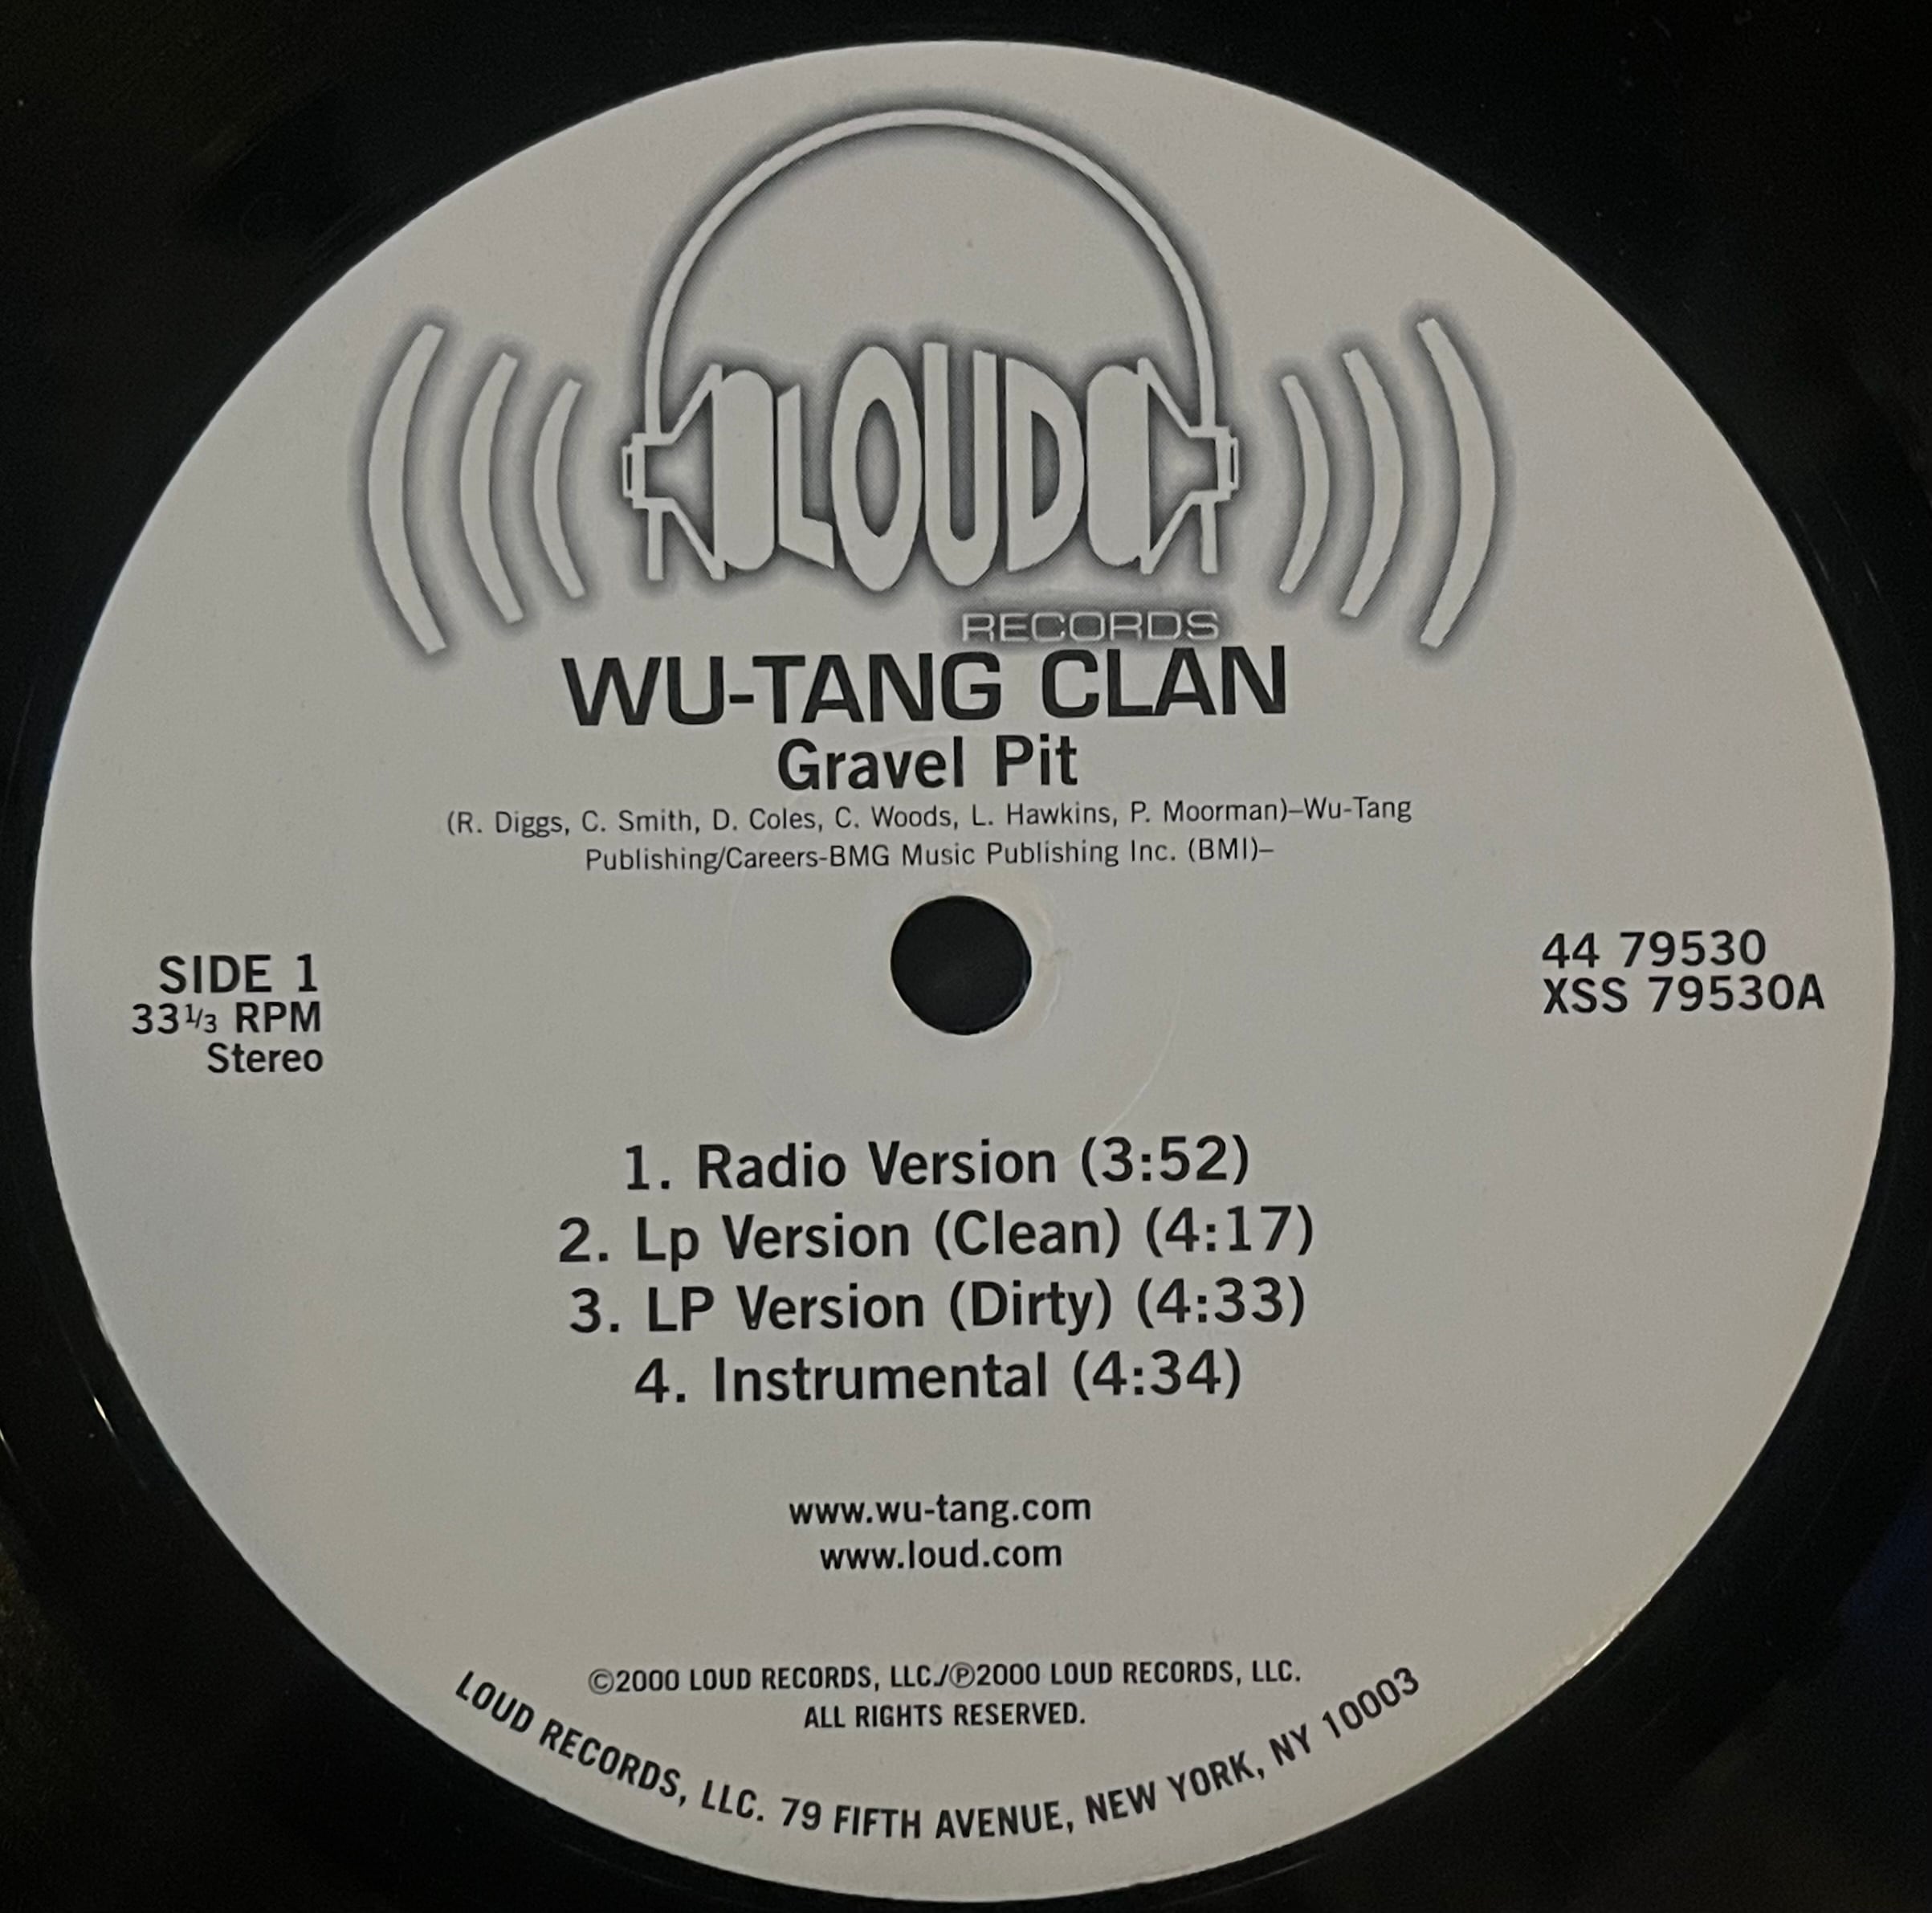 LOUD
RECORDS
WU-TANG CLAN
Gravel Pit
(R. Diggs, C. Smith, D. Coles, C. Woods, L. Hawkins, P. Moorman)–Wu-Tang
Publishing/Careers-BMG Music Publishing Inc. (BMI)–
SIDE 1
33⅓ RPM
Stereo
44 79530
XSS 79530A
1. Radio Version (3:52)
2. Lp Version (Clean) (4:17)
3. LP Version (Dirty) (4:33)
4. Instrumental (4:34)
www.wu-tang.com
www.loud.com
©2000 LOUD RECORDS, LLC./℗2000 LOUD RECORDS, LLC.
ALL RIGHTS RESERVED.
LOUD RECORDS, LLC. 79 FIFTH AVENUE, NEW YORK, NY 10003